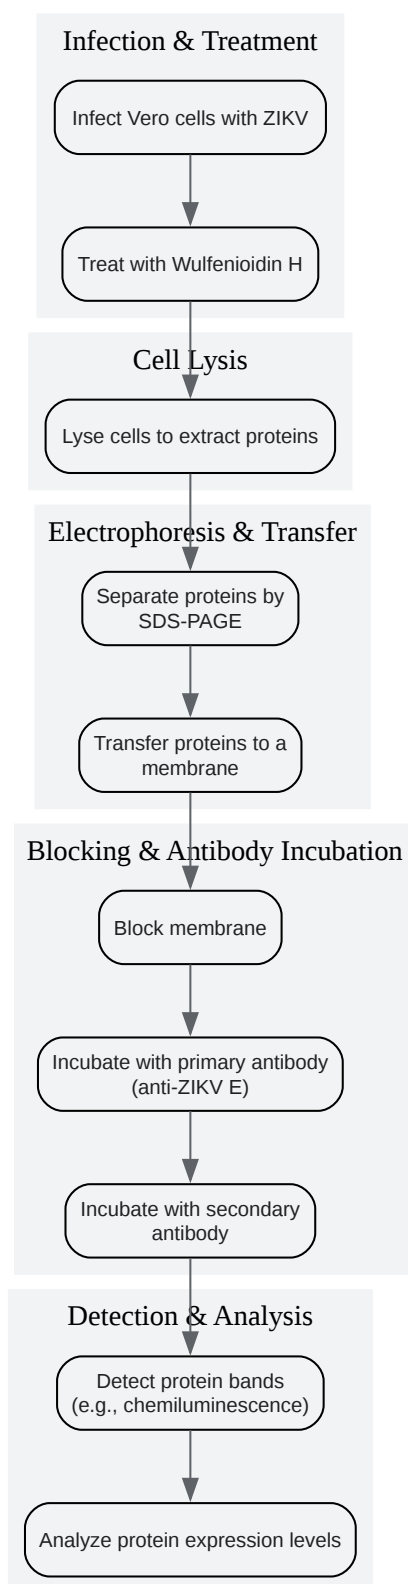 Infection & Treatment
Infect Vero cells with ZIKV
Treat with Wulfenioidin H
Cell Lysis
Lyse cells to extract proteins
Electrophoresis & Transfer
Separate proteins by
SDS-PAGE
Transfer proteins to a
membrane
Blocking & Antibody Incubation
Block membrane
Incubate with primary antibody
(anti-ZIKV E)
Incubate with secondary
antibody
Detection & Analysis
Detect protein bands
(e.g., chemiluminescence)
Analyze protein expression levels